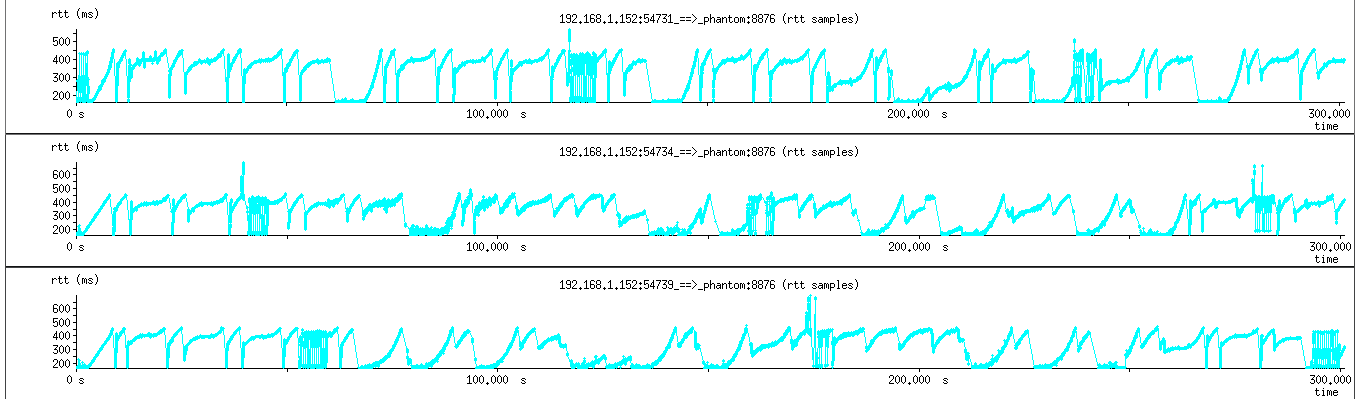 rtt (ms)
192.168.1.152:54731_==>_phantom:8876 (rtt samples)
500
400
300
200
0 s
100.000 s
200.000 s
300.000
time
rtt (ms)
192.168.1.152:54734_==>_phantom:8876 (rtt samples)
600
500
400
300
200
0 s
100.000 s
200.000 s
300.000
time
rtt (ms)
192.168.1.152:54739_==>_phantom:8876 (rtt samples)
600
500
400
300
200
0 s
100.000 s
200.000 s
300.000
time